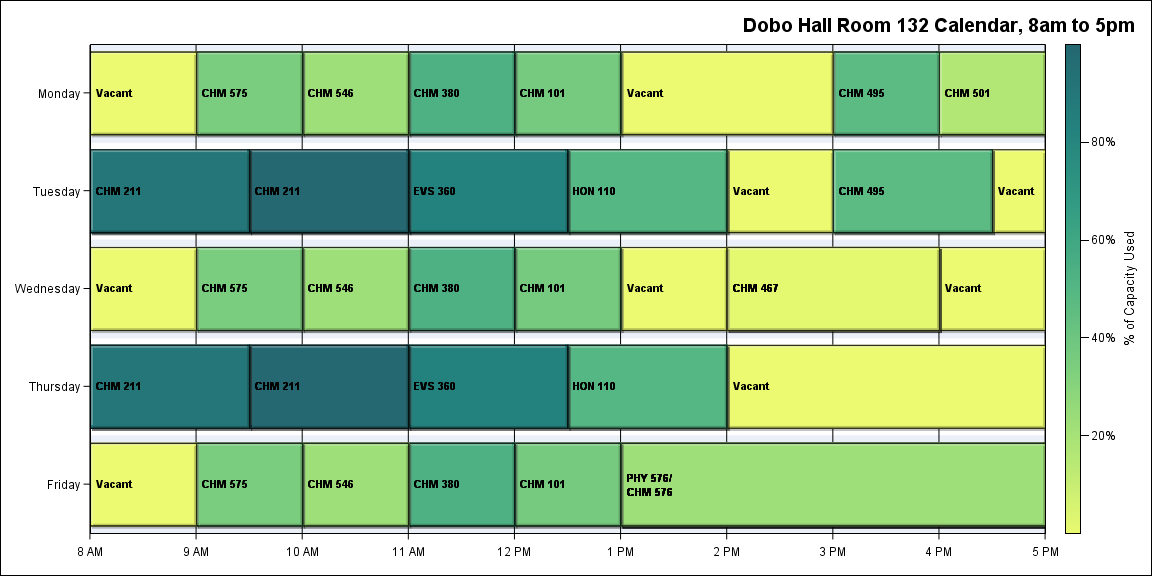 Dobo Hall Room 132 Calendar, 8am to 5pm
Monday
Vacant
CHM 575
CHM 546
CHM 380
CHM 101
Vacant
CHM 495
CHM 501
Tuesday
CHM 211
CHM 211
EVS 360
HON 110
Vacant
CHM 495
Vacant
Wednesday
Vacant
CHM 575
CHM 546
CHM 380
CHM 101
Vacant
CHM 467
Vacant
Thursday
CHM 211
CHM 211
EVS 360
HON 110
Vacant
Friday
Vacant
CHM 575
CHM 546
CHM 380
CHM 101
PHY 576/
CHM 576
8 AM
9 AM
10 AM
11 AM
12 PM
1 PM
2 PM
3 PM
4 PM
5 PM
80%
60%
40%
20%
% of Capacity Used